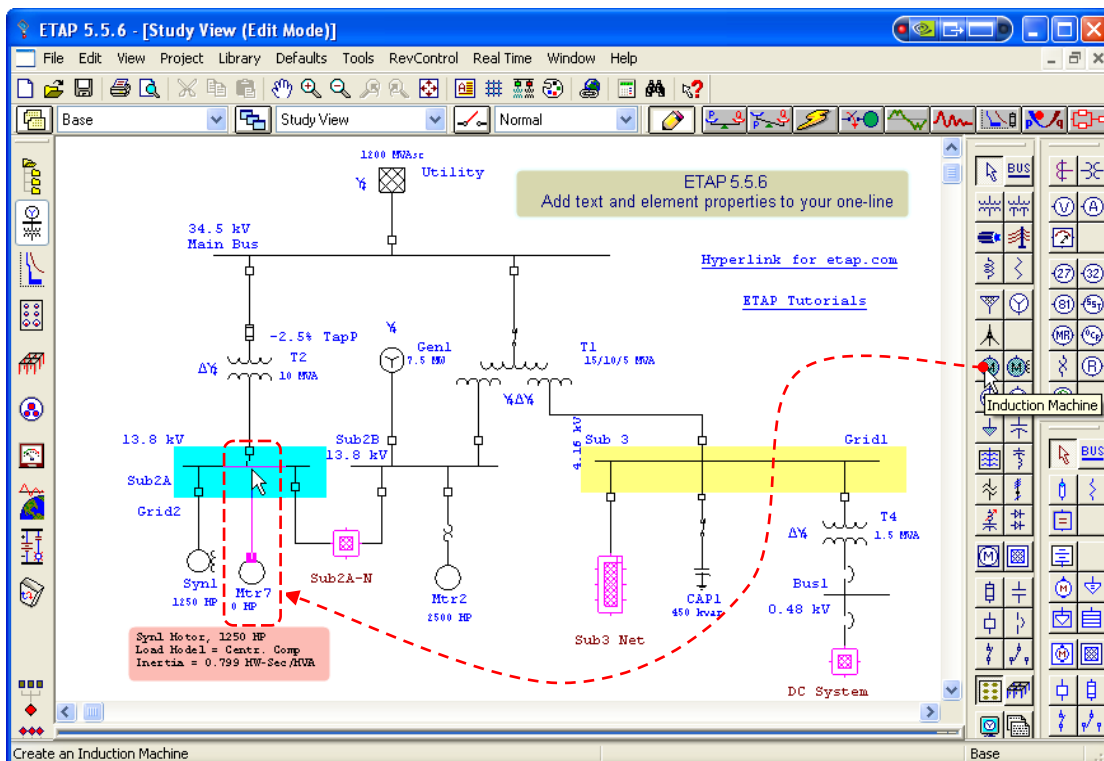 ETAP 5.5.6 - [Study View (Edit Mode)]
File Edit View Project Library Defaults Tools RevControl Real Time Window Help
Base Study View Normal
1200 MVAsc
Utility
ETAP 5.5.6
Add text and element properties to your one-line
34.5 kV
Main Bus
Hyperlink for etap.com
ETAP Tutorials
-2.5% TapP
T2
10 MVA
Gen1
7.5 MW
T1
15/10/5 MVA
13.8 kV
Sub2B
13.8 kV
4.16 kV
Sub 3
Grid1
Sub2A
Grid2
T4
1.5 MVA
Syn1
1250 HP
Mtr7
0 HP
Sub2A-N
Mtr2
2500 HP
CAP1
450 kvar
Bus1
0.48 kV
Sub3 Net
DC System
Syn1 Motor, 1250 HP
Load Model = Centr. Comp
Inertia = 0.799 MW-Sec/MVA
BUS
V A
27 32
81
MR
M M R
Induction Machine
BUS
M
M
M
Create an Induction Machine
Base